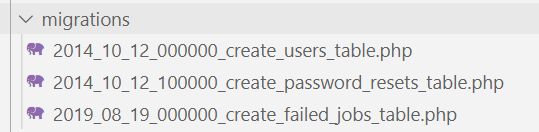 migrations
2014_10_12_000000_create_users_table.php
2014_10_12_100000_create_password_resets_table.php
2019_08_19_000000_create_failed_jobs_table.php